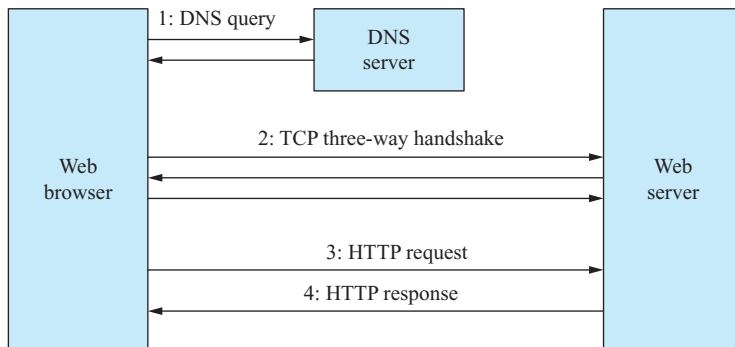 1: DNS query
DNS
server
2: TCP three-way handshake
Web
browser
Web
server
3: HTTP request
4: HTTP response